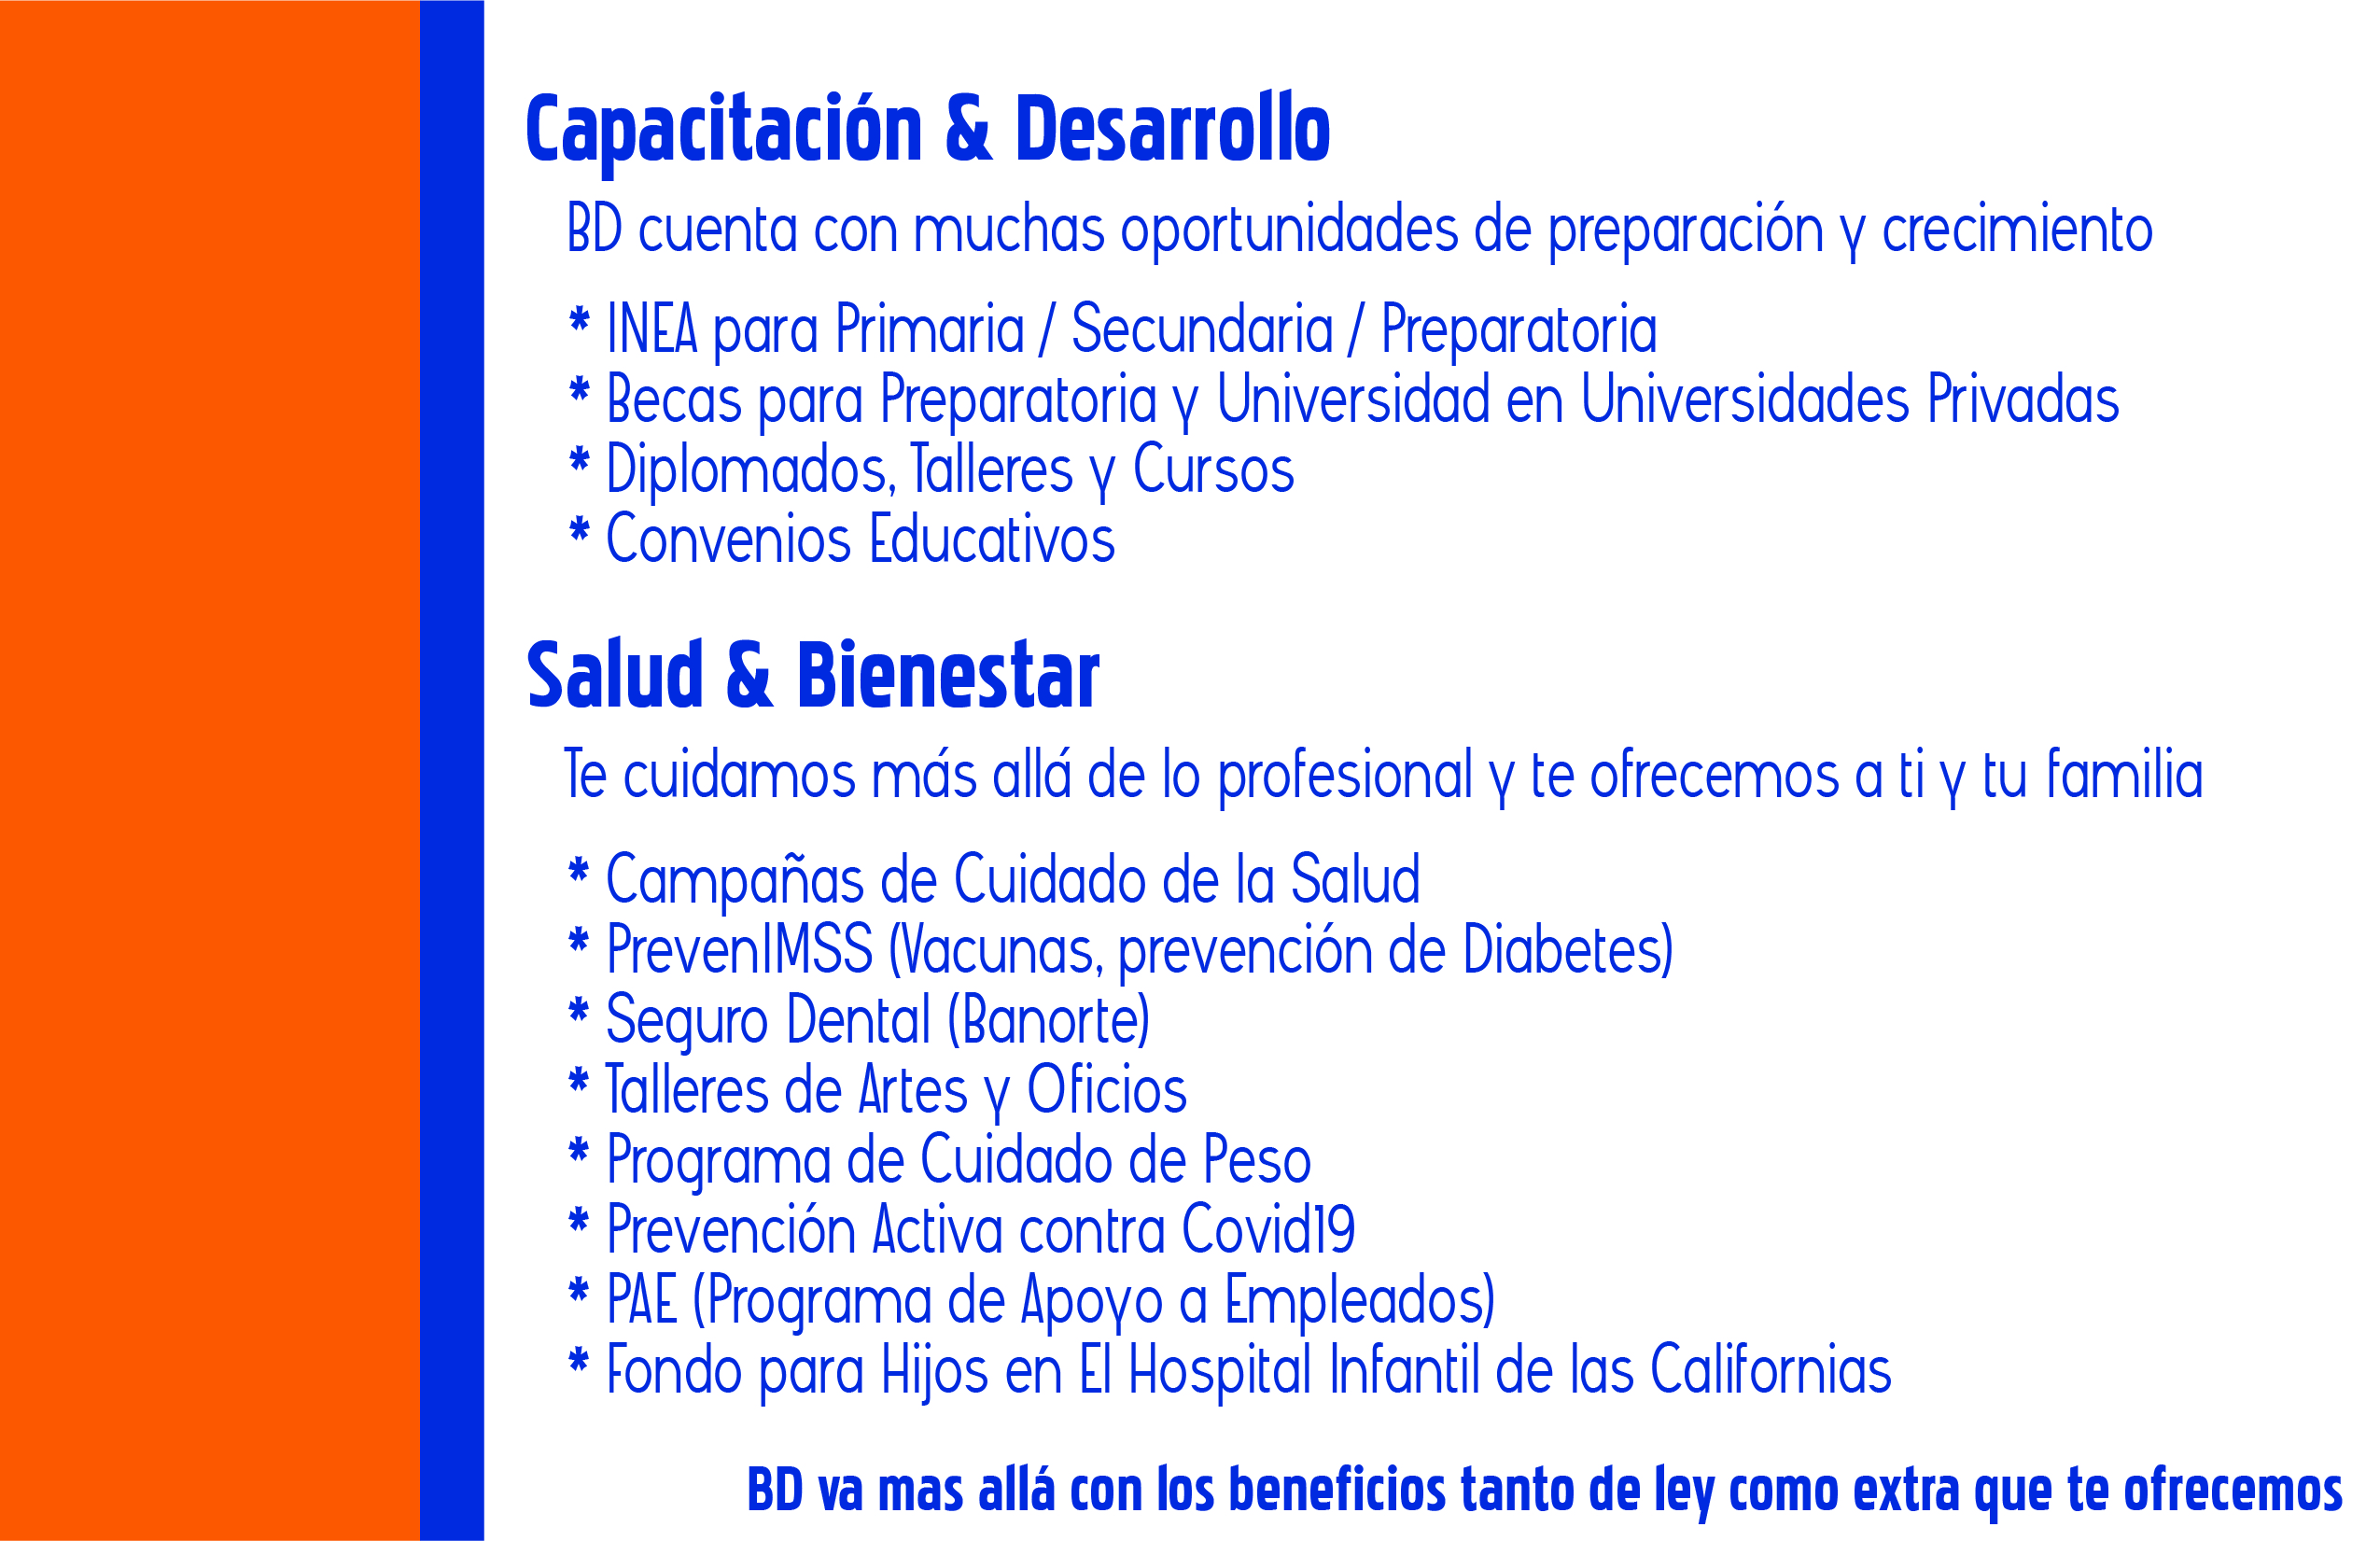 Capacitación & Desarrollo
BD cuenta con muchas oportunidades de preparación y crecimiento
* INEA para Primaria / Secundaria / Preparatoria
* Becas para Preparatoria y Universidad en Universidades Privadas
* Diplomados, Talleres y Cursos
* Convenios Educativos
Salud & Bienestar
Te cuidamos más allá de lo profesional y te ofrecemos a ti y tu familia
* Campañas de Cuidado de la Salud
* PrevenIMSS (Vacunas, prevención de Diabetes)
* Seguro Dental (Banorte)
* Talleres de Artes y Oficios
* Programa de Cuidado de Peso
* Prevención Activa contra Covid19
* PAE (Programa de Apoyo a Empleados)
* Fondo para Hijos en El Hospital Infantil de las Californias
BD va mas allá con los beneficios tanto de ley como extra que te ofrecemos